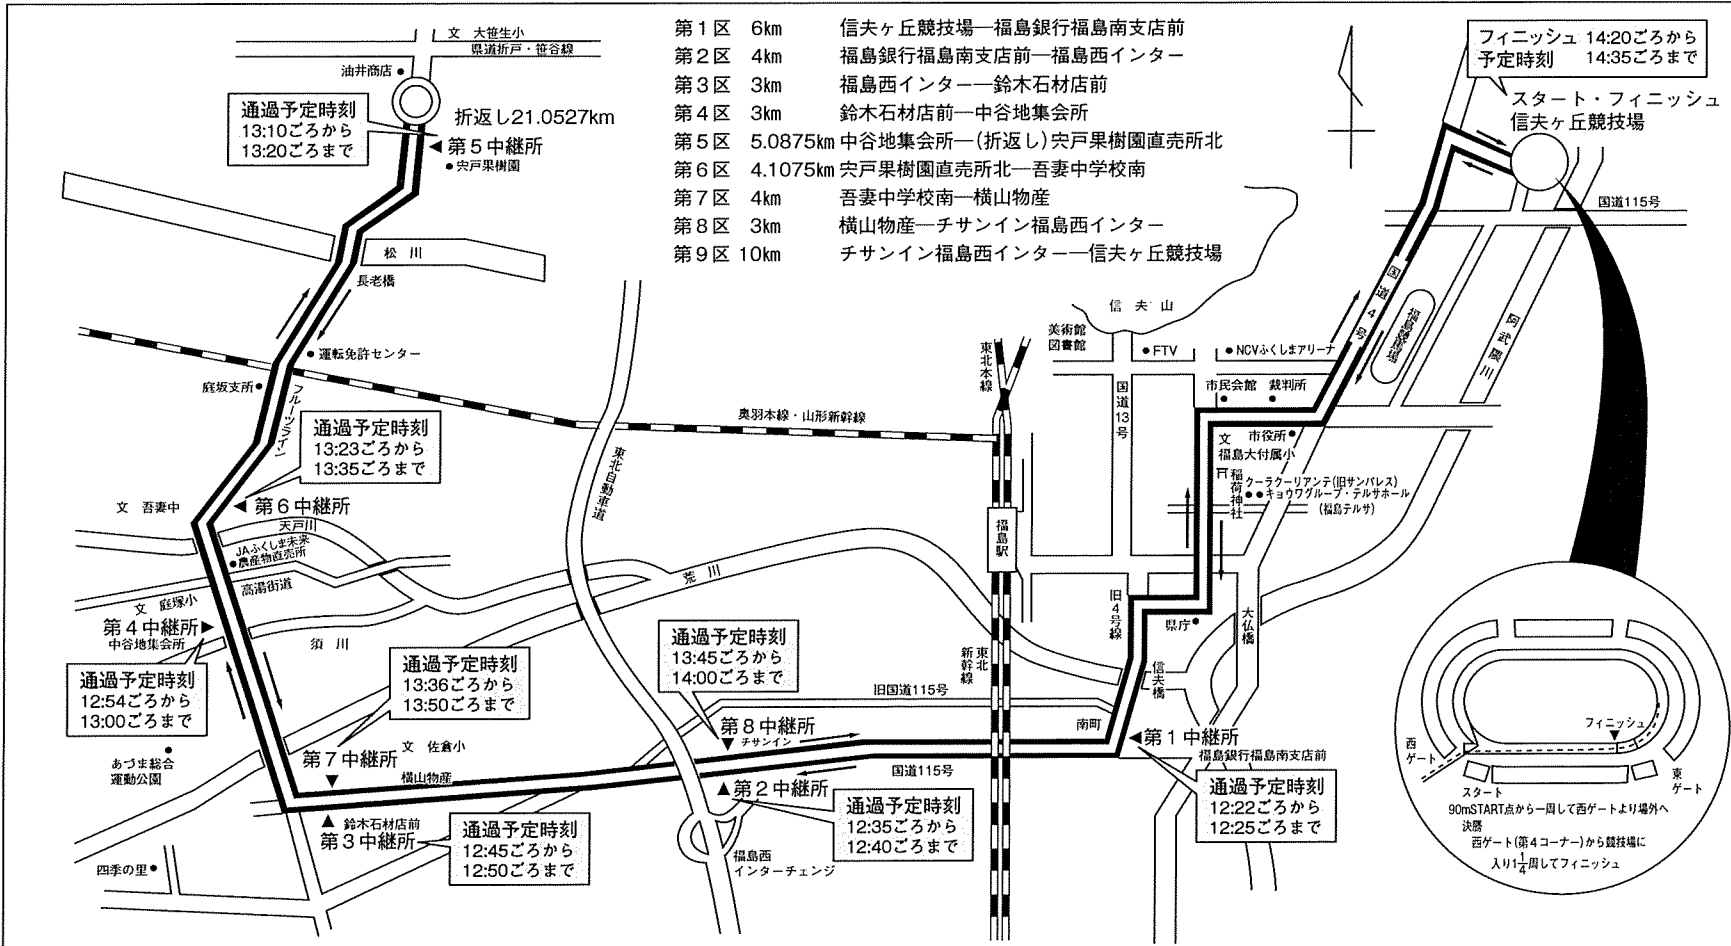 第1区 6km 信夫ヶ丘競技場―福島銀行福島南支店前
第2区 4km 福島銀行福島南支店前―福島西インター
第3区 3km 福島西インター―鈴木石材店前
第4区 3km 鈴木石材店前―中谷地集会所
第5区 5.0875km 中谷地集会所―(折返し)宍戸果樹園直売所北
第6区 4.1075km 宍戸果樹園直売所北―吾妻中学校南
第7区 4km 吾妻中学校南―横山物産
第8区 3km 横山物産―チサンイン福島西インター
第9区 10km チサンイン福島西インター―信夫ヶ丘競技場
フィニッシュ 14:20ごろから
予定時刻 14:35ごろまで
スタート・フィニッシュ
信夫ヶ丘競技場
国道115号
文 大笹生小
県道折戸・笹谷線
油井商店
折返し21.0527km
通過予定時刻
13:10ごろから
13:20ごろまで
第5中継所
宍戸果樹園
松川
長老橋
運転免許センター
庭坂支所
フルーツライン
奥羽本線・山形新幹線
東北自動車道
東北本線
通過予定時刻
13:23ごろから
13:35ごろまで
第6中継所
文 吾妻中
天戸川
JAふくしま未来
農産物直売所
高湯街道
文 庭塚小
第4中継所
中谷地集会所
須川
荒川
通過予定時刻
12:54ごろから
13:00ごろまで
あづま総合
運動公園
通過予定時刻
13:36ごろから
13:50ごろまで
第7中継所
文 佐倉小
横山物産
鈴木石材店前
第3中継所
通過予定時刻
12:45ごろから
12:50ごろまで
四季の里
通過予定時刻
13:45ごろから
14:00ごろまで
第8中継所
チサンイン
旧国道115号
国道115号
第2中継所
通過予定時刻
12:35ごろから
12:40ごろまで
福島西
インターチェンジ
東北
新幹線
福島駅
南町
第1中継所
福島銀行福島南支店前
通過予定時刻
12:22ごろから
12:25ごろまで
信夫橋
大仏橋
県庁
旧4号線
信夫山
美術館
図書館
FTV
NCVふくしまアリーナ
国道13号
市民会館
裁判所
市役所
文
福島大付属小
稲荷神社
クーラクーリアンテ(旧サンパレス)
キョウワグループ・テルサホール
(福島テルサ)
国道4号
福島競馬場
阿武隈川
フィニッシュ
西
ゲート
東
ゲート
スタート
90mSTART点から一周して西ゲートより場外へ
決勝
西ゲート(第4コーナー)から競技場に
入り1 1/4周してフィニッシュ